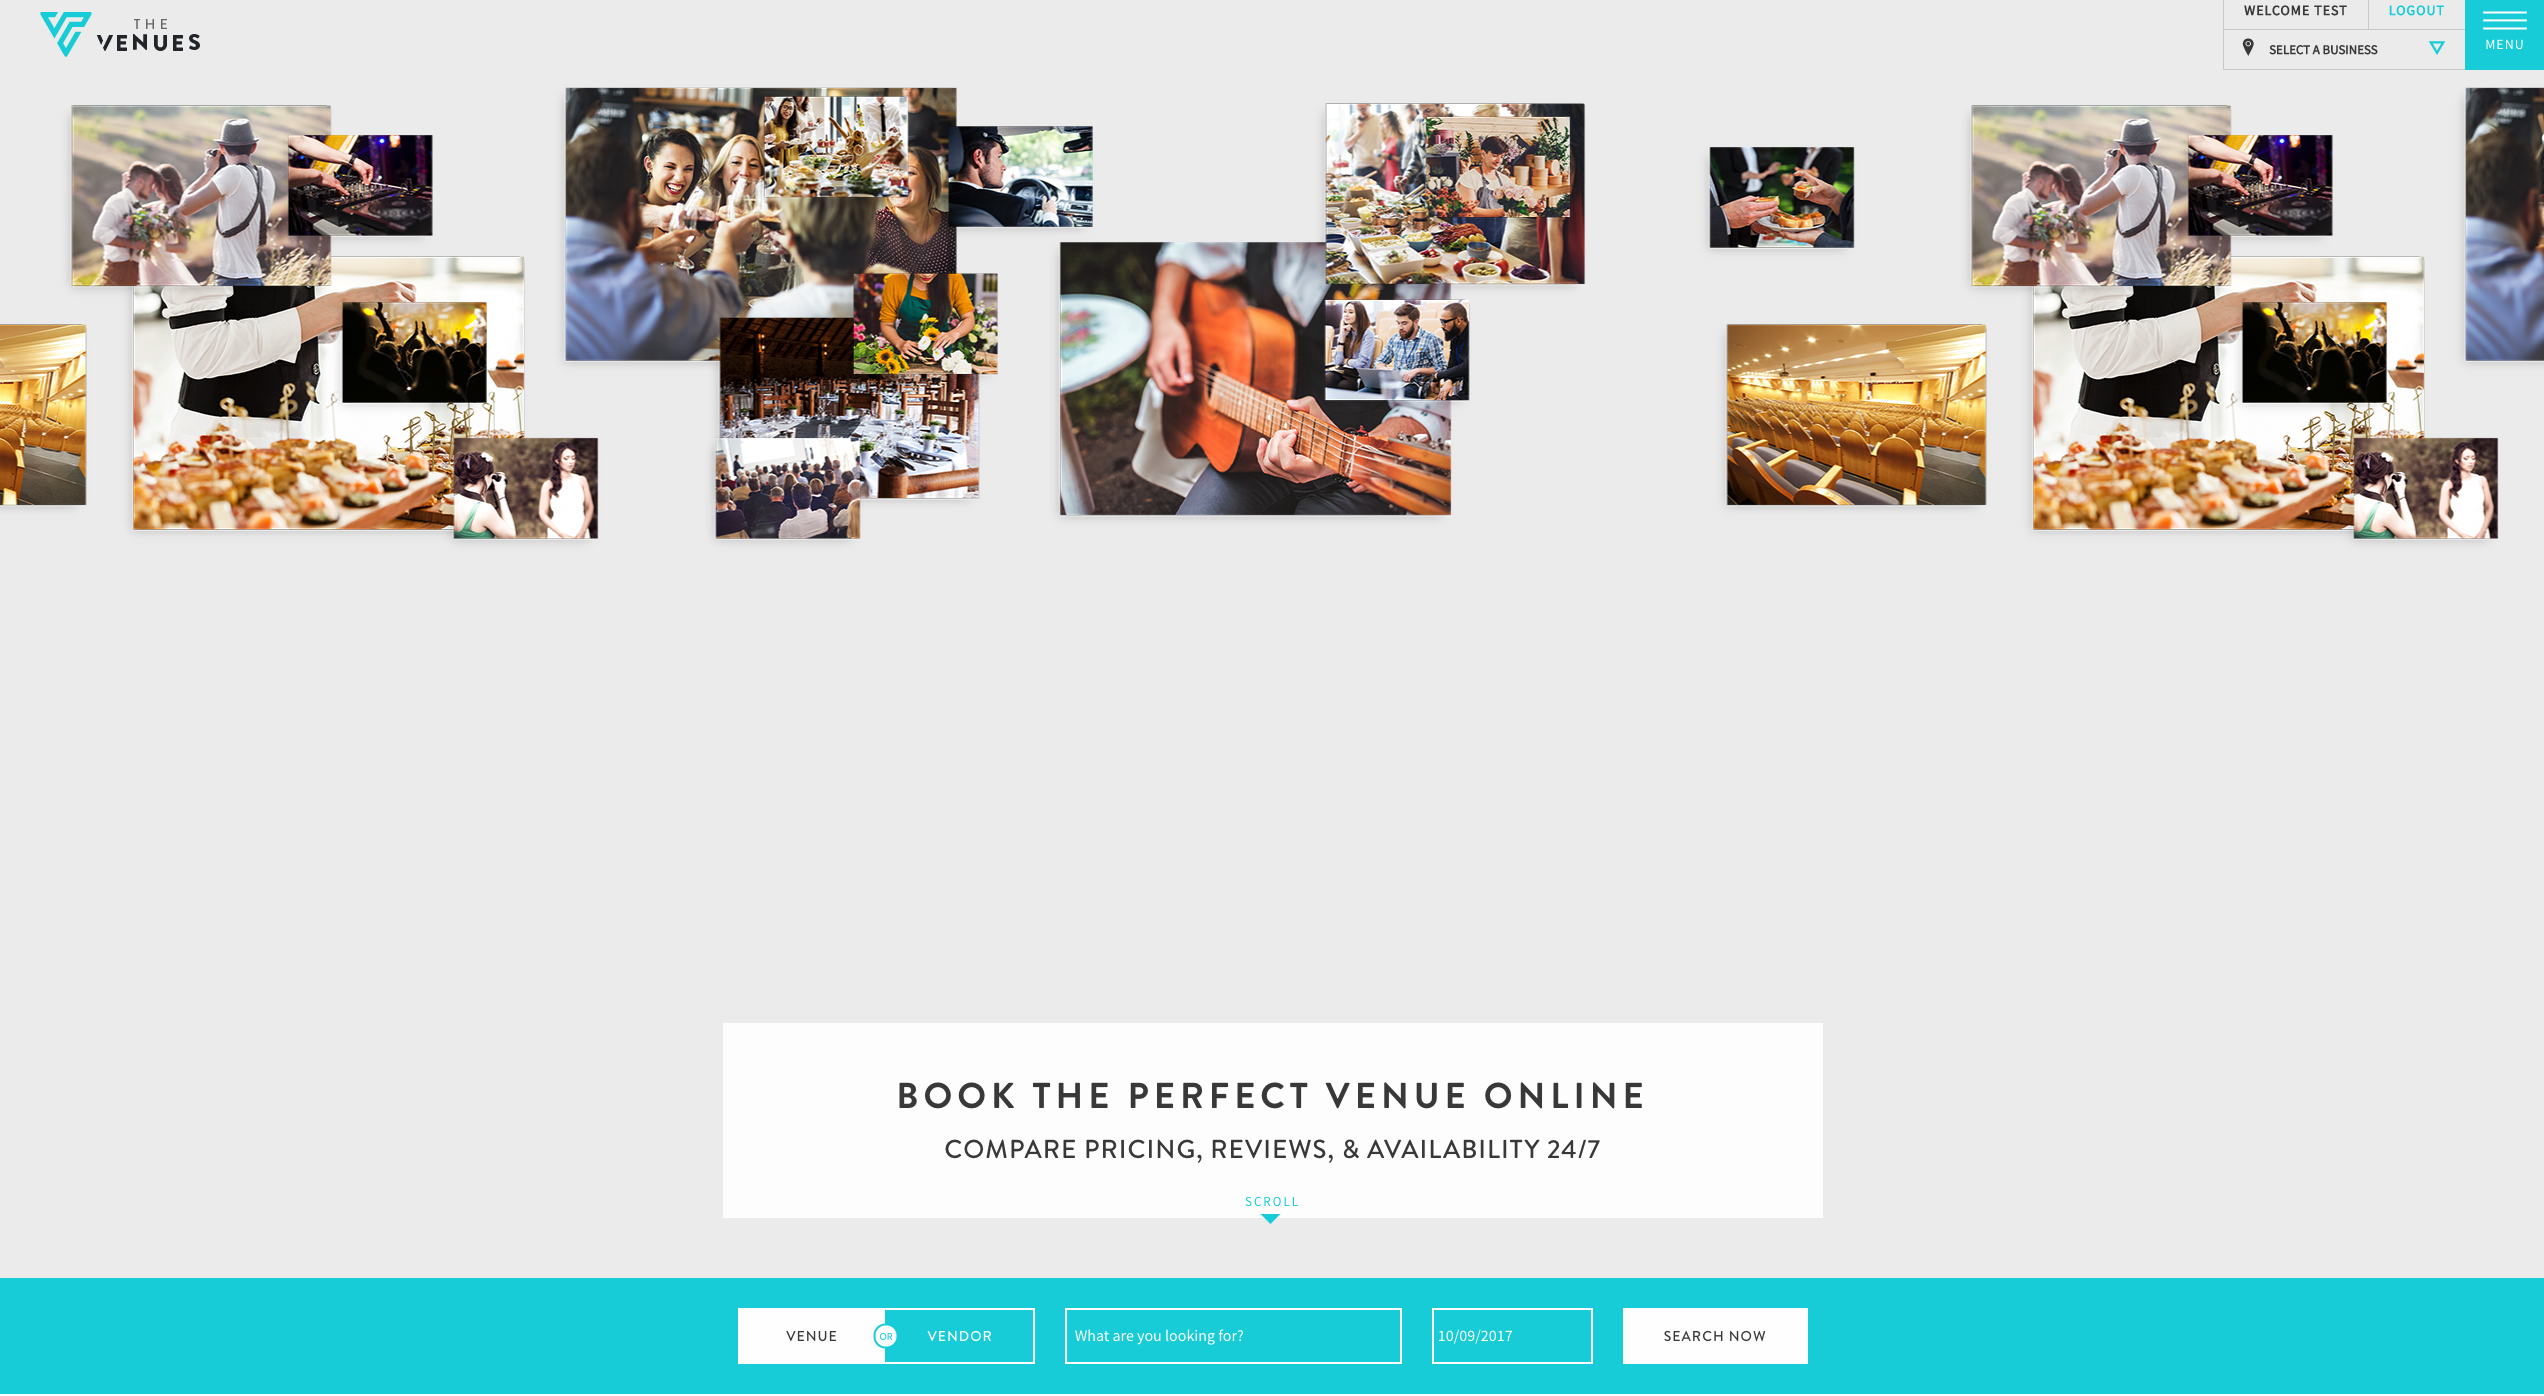 THE
VENUES
WELCOME TEST
LOGOUT
SELECT A BUSINESS
MENU
BOOK THE PERFECT VENUE ONLINE
COMPARE PRICING, REVIEWS, & AVAILABILITY 24/7
SCROLL
VENUE
OR
VENDOR
What are you looking for?
10/09/2017
SEARCH NOW